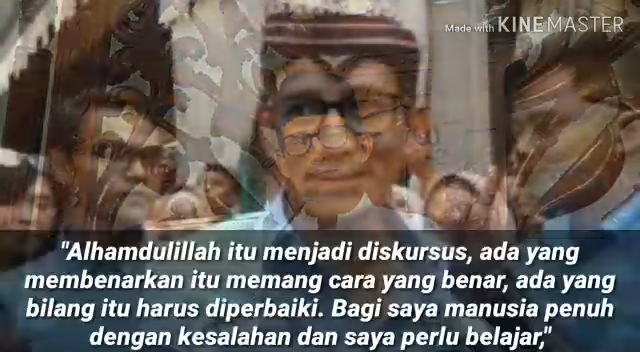 Made with KINEMASTER
"Alhamdulillah itu menjadi diskursus, ada yang
membenarkan itu memang cara yang benar, ada yang
bilang itu harus diperbaiki. Bagi saya manusia penuh
dengan kesalahan dan saya perlu belajar,"